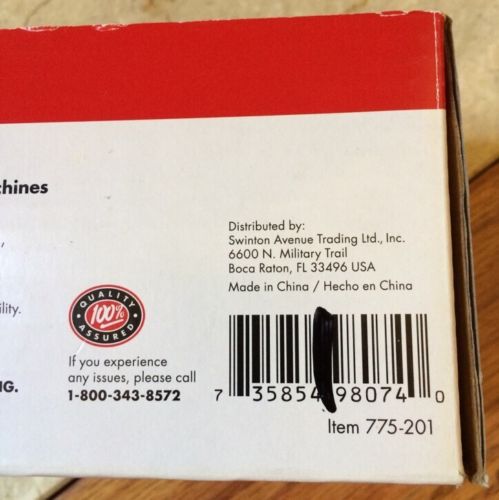 chines
,
Distributed by:
Swinton Avenue Trading Ltd., Inc.
6600 N. Military Trail
Boca Raton, FL 33496 USA
Made in China / Hecho en China
ility.
QUALITY
100%
ASSURED
If you experience
any issues, please call
1-800-343-8572
NG.
7 35854 98074 0
Item 775-201